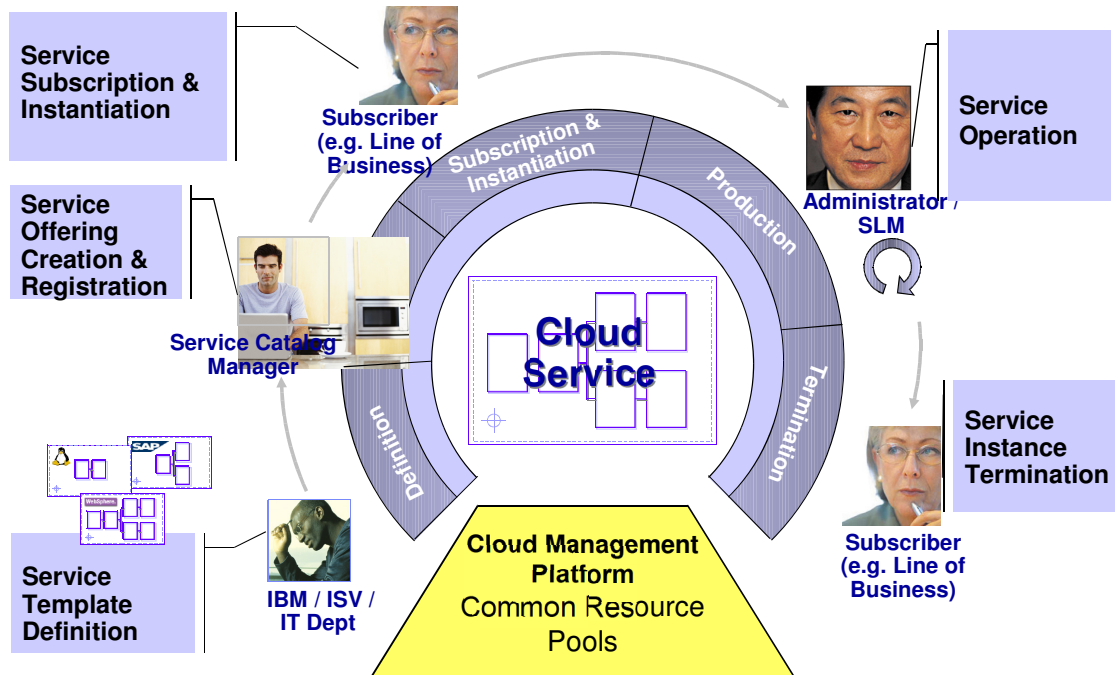 Service
Subscription &
Instantiation
Subscriber
(e.g. Line of
Business)
Subscription &
Instantiation
Production
Administrator /
SLM
Service
Operation
Service
Offering
Creation &
Registration
Service Catalog
Manager
Cloud
Service
Definition
Termination
Service
Instance
Termination
Subscriber
(e.g. Line of
Business)
SAP
WebSphere
Service
Template
Definition
IBM / ISV /
IT Dept
Cloud Management
Platform
Common Resource
Pools